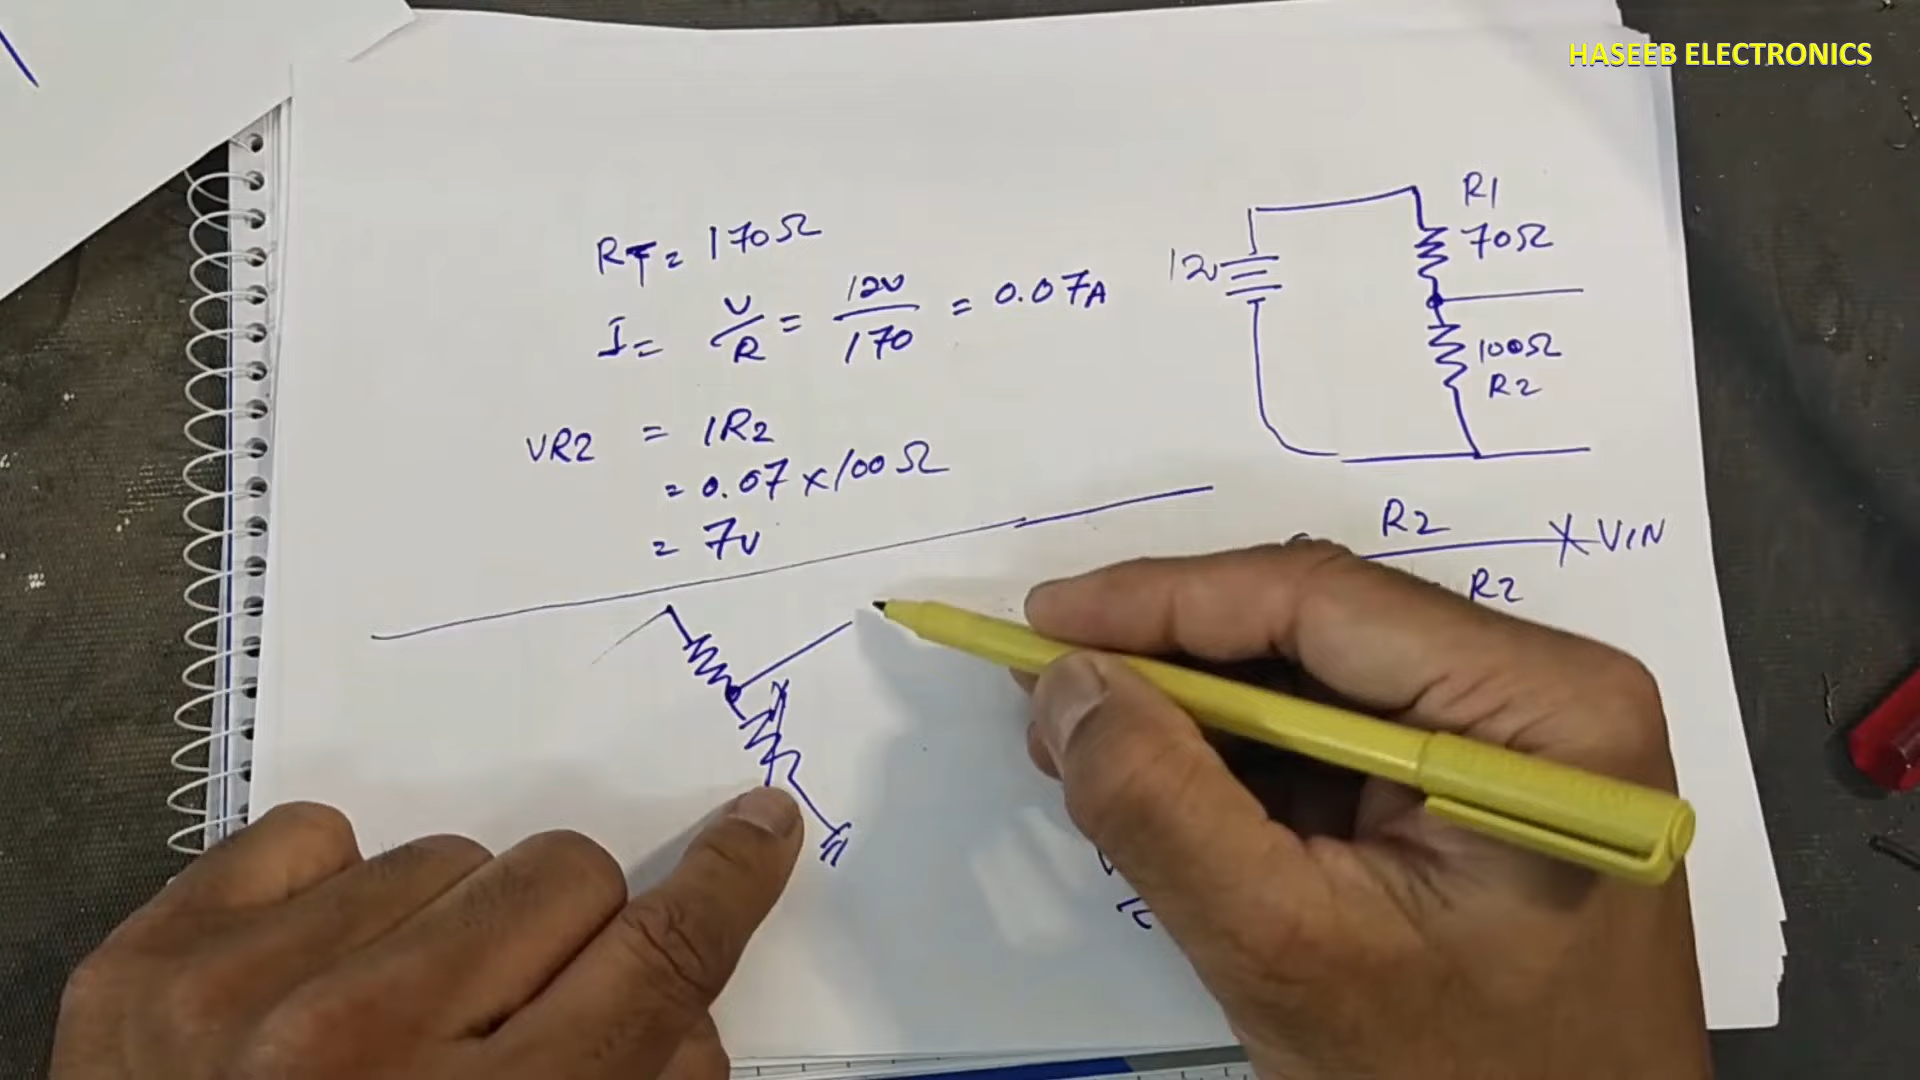 HASEEB ELECTRONICS
RT = 170Ω
I = V/R = 12V/170 = 0.07A
VR2 = IR2
= 0.07 x 100Ω
= 7V
R1
70Ω
12V
100Ω
R2
R2
X VIN
R2